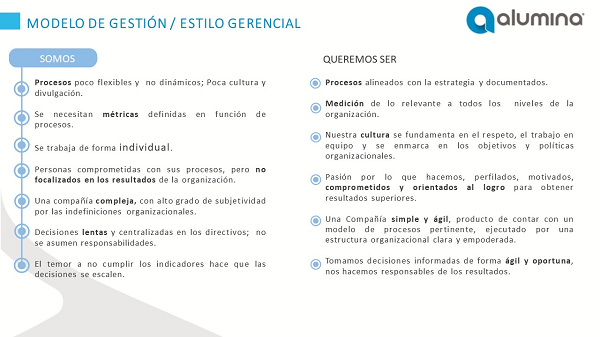 MODELO DE GESTIÓN / ESTILO GERENCIAL
alumina
SOMOS
Procesos poco flexibles y no dinámicos; Poca cultura y
divulgación.
Se necesitan métricas definidas en función de
procesos.
Se trabaja de forma individual.
Personas comprometidas con sus procesos, pero no
focalizados en los resultados de la organización.
Una compañía compleja, con alto grado de subjetividad
por las indefiniciones organizacionales.
Decisiones lentas y centralizadas en los directivos; no
se asumen responsabilidades.
El temor a no cumplir los indicadores hace que las
decisiones se escalen.
QUEREMOS SER
Procesos alineados con la estrategia y documentados.
Medición de lo relevante a todos los niveles de la
organización.
Nuestra cultura se fundamenta en el respeto, el trabajo en
equipo y se enmarca en los objetivos y políticas
organizacionales.
Pasión por lo que hacemos, perfilados, motivados,
comprometidos y orientados al logro para obtener
resultados superiores.
Una Compañía simple y ágil, producto de contar con un
modelo de procesos pertinente, ejecutado por una
estructura organizacional clara y empoderada.
Tomamos decisiones informadas de forma ágil y oportuna,
nos hacemos responsables de los resultados.